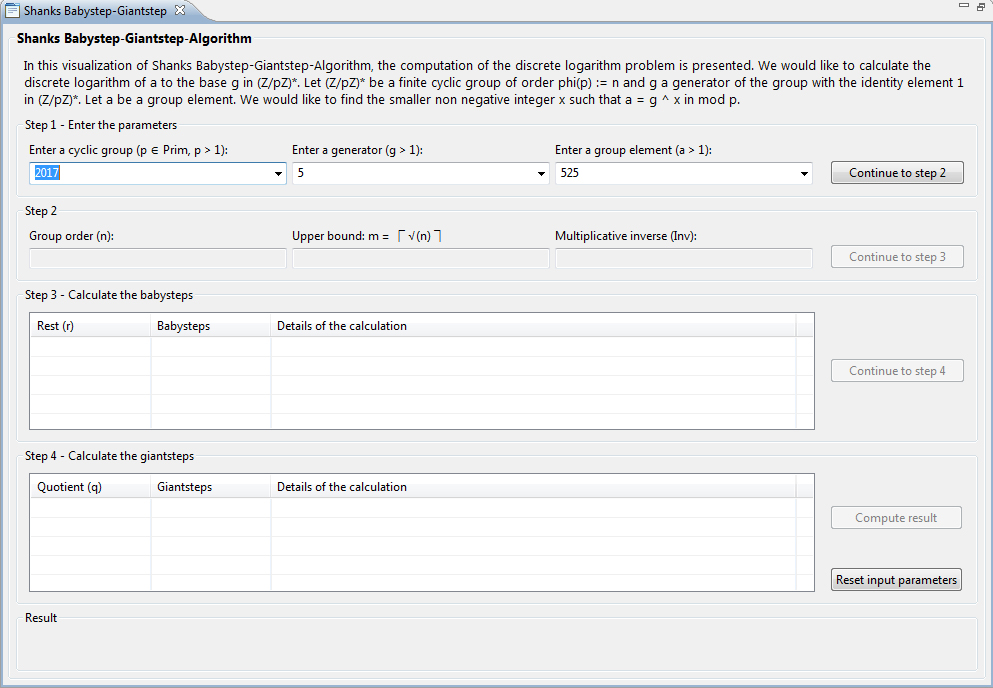 Shanks Babystep-Giantstep
Shanks Babystep-Giantstep-Algorithm
In this visualization of Shanks Babystep-Giantstep-Algorithm, the computation of the discrete logarithm problem is presented. We would like to calculate the
discrete logarithm of a to the base g in (Z/pZ)*. Let (Z/pZ)* be a finite cyclic group of order phi(p) := n and g a generator of the group with the identity element 1
in (Z/pZ)*. Let a be a group element. We would like to find the smaller non negative integer x such that a = g ^ x in mod p.
Step 1 - Enter the parameters
Enter a cyclic group (p ∈ Prim, p > 1): Enter a generator (g > 1): Enter a group element (a > 1):
2017 5 525 Continue to step 2
Step 2
Group order (n): Upper bound: m = ⌈ √(n) ⌉ Multiplicative inverse (Inv):
Continue to step 3
Step 3 - Calculate the babysteps
Rest (r) Babysteps Details of the calculation
Continue to step 4
Step 4 - Calculate the giantsteps
Quotient (q) Giantsteps Details of the calculation
Compute result
Reset input parameters
Result